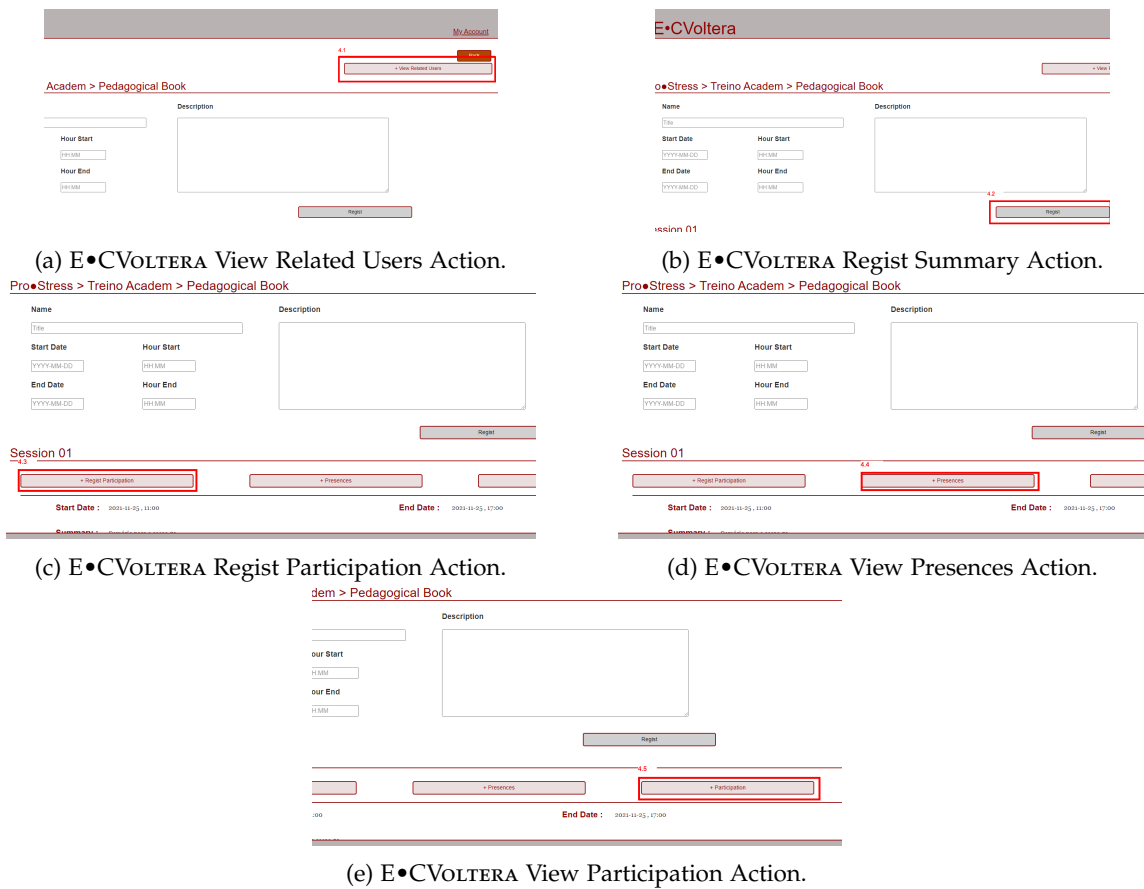 My Account
4.1
+ View Related Users
Academ > Pedagogical Book
Description
Hour Start
HH:MM
Hour End
HH:MM
Regist
(a) E•CVoltera View Related Users Action.
E•CVoltera
+ View
o●Stress > Treino Academ > Pedagogical Book
Name
Description
Title
Start Date
Hour Start
YYYY-MM-DD
HH:MM
End Date
Hour End
YYYY-MM-DD
HH:MM
4.2
Regist
ession 01
(b) E•CVoltera Regist Summary Action.
Pro●Stress > Treino Academ > Pedagogical Book
Name
Description
Title
Start Date
Hour Start
YYYY-MM-DD
HH:MM
End Date
Hour End
YYYY-MM-DD
HH:MM
Regist
Session 01
4.3
+ Regist Participation
+ Presences
Start Date : 2021-11-25 , 11:00
End Date : 2021-11-25 , 17:00
Summary :
(c) E•CVoltera Regist Participation Action.
Pro●Stress > Treino Academ > Pedagogical Book
Name
Description
Title
Start Date
Hour Start
YYYY-MM-DD
HH:MM
End Date
Hour End
YYYY-MM-DD
HH:MM
Regist
Session 01
4.4
+ Regist Participation
+ Presences
Start Date : 2021-11-25 , 11:00
End Date : 2021-11-25 , 17:00
Summary :
(d) E•CVoltera View Presences Action.
dem > Pedagogical Book
Description
our Start
H:MM
our End
H:MM
Regist
4.5
+ Presences
+ Participation
:00
End Date : 2021-11-25 , 17:00
(e) E•CVoltera View Participation Action.